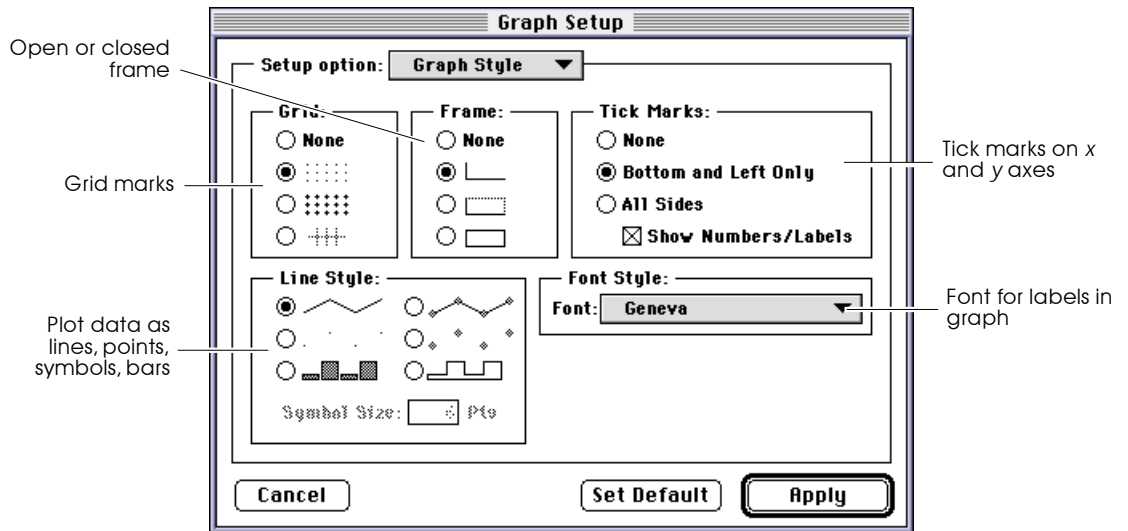 Graph Setup
Open or closed
frame
Setup option: Graph Style
Grid:
None
Frame:
None
Tick Marks:
None
Bottom and Left Only
All Sides
Show Numbers/Labels
Grid marks
Tick marks on x
and y axes
Line Style:
Symbol Size: Pts
Font Style:
Font: Geneva
Plot data as
lines, points,
symbols, bars
Font for labels in
graph
Cancel
Set Default
Apply